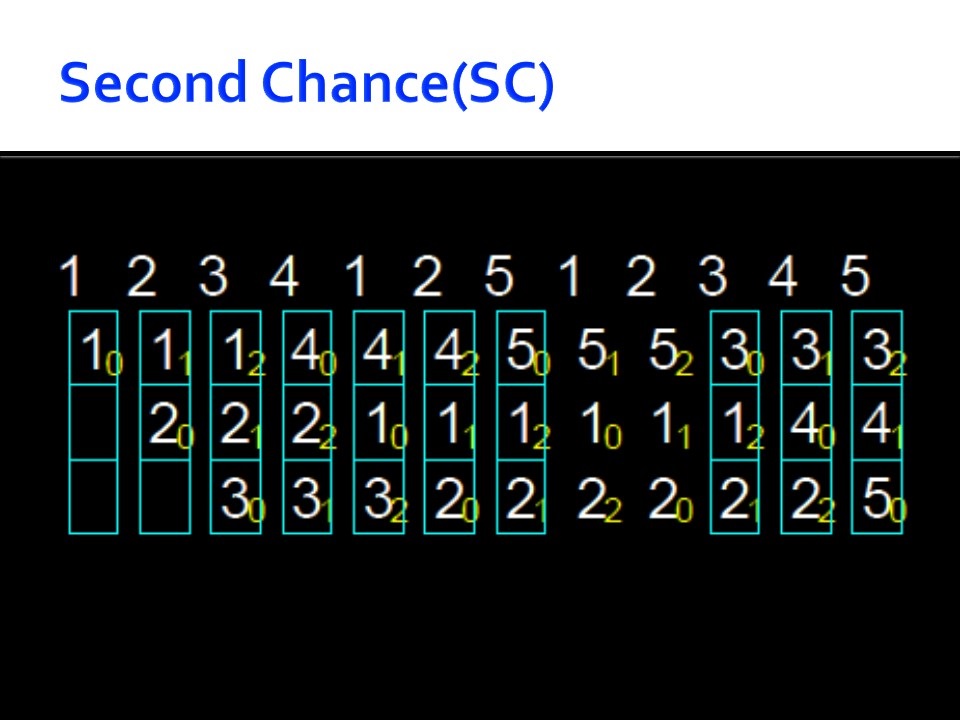 Second Chance(SC)
1 2 3 4 1 2 5 1 2 3 4 5
1₀ 1₁ 1₂ 4₀ 4₁ 4₂ 5₀ 5₁ 5₂ 3₀ 3₁ 3₂
2₀ 2₁ 2₂ 1₀ 1₁ 1₂ 1₀ 1₁ 1₂ 4₀ 4₁
3₀ 3₁ 3₂ 2₀ 2₁ 2₂ 2₀ 2₁ 2₂ 5₀